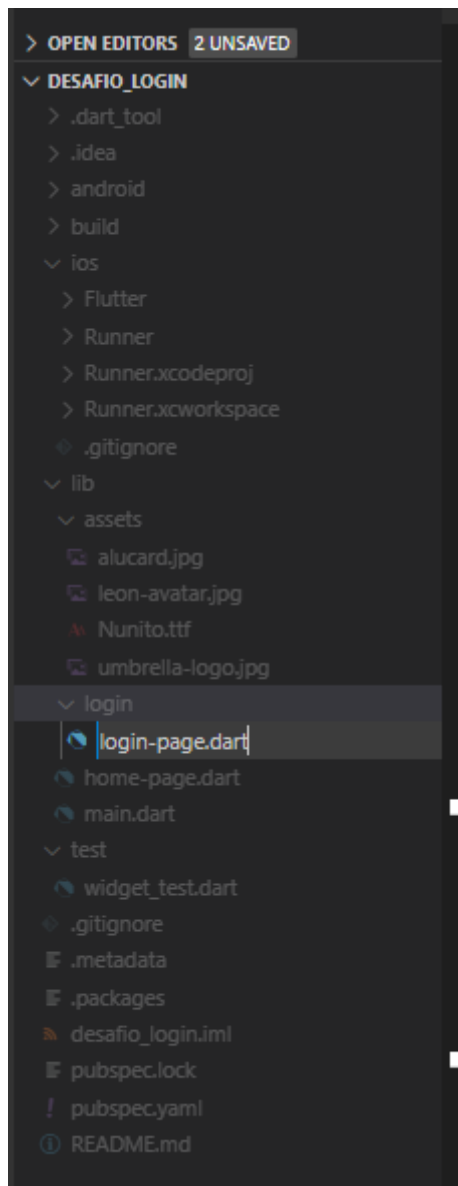 OPEN EDITORS 2 UNSAVED
DESAFIO_LOGIN
.dart_tool
.idea
android
build
ios
Flutter
Runner
Runner.xcodeproj
Runner.xcworkspace
.gitignore
lib
assets
alucard.jpg
leon-avatar.jpg
Nunito.ttf
umbrella-logo.jpg
login
login-page.dart
home-page.dart
main.dart
test
widget_test.dart
.gitignore
.metadata
.packages
desafio_login.iml
pubspec.lock
pubspec.yaml
README.md